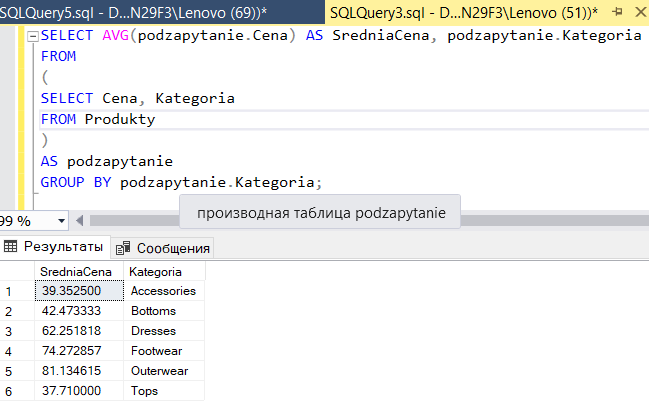 SQLQuery5.sql - D...N29F3\Lenovo (69))*
SQLQuery3.sql - D...N29F3\Lenovo (51))*
SELECT AVG(podzapytanie.Cena) AS SredniaCena, podzapytanie.Kategoria
FROM
(
SELECT Cena, Kategoria
FROM Produkty
)
AS podzapytanie
GROUP BY podzapytanie.Kategoria;
производная таблица podzapytanie
99 %
Результаты Сообщения
SredniaCena Kategoria
1 39.352500 Accessories
2 42.473333 Bottoms
3 62.251818 Dresses
4 74.272857 Footwear
5 81.134615 Outerwear
6 37.710000 Tops